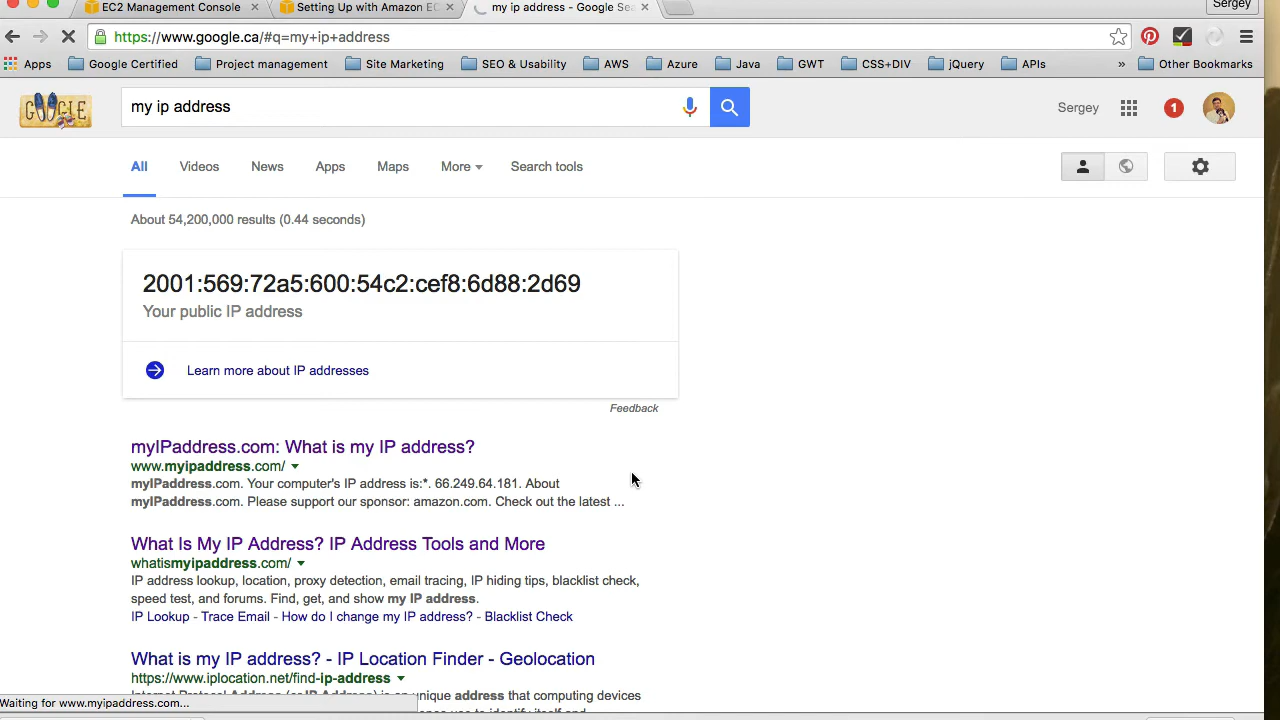 EC2 Management Console
Setting Up with Amazon EC
my ip address - Google Sea
Sergey
https://www.google.ca/#q=my+ip+address
Apps
Google Certified
Project management
Site Marketing
SEO & Usability
AWS
Azure
Java
GWT
CSS+DIV
jQuery
APIs
»
Other Bookmarks
GOOGLE
my ip address
Sergey
1
All
Videos
News
Apps
Maps
More
Search tools
About 54,200,000 results (0.44 seconds)
2001:569:72a5:600:54c2:cef8:6d88:2d69
Your public IP address
Learn more about IP addresses
Feedback
myIPaddress.com: What is my IP address?
www.myipaddress.com/
myIPaddress.com. Your computer's IP address is:*. 66.249.64.181. About
myIPaddress.com. Please support our sponsor: amazon.com. Check out the latest ...
What Is My IP Address? IP Address Tools and More
whatismyipaddress.com/
IP address lookup, location, proxy detection, email tracing, IP hiding tips, blacklist check,
speed test, and forums. Find, get, and show my IP address.
IP Lookup - Trace Email - How do I change my IP address? - Blacklist Check
What is my IP address? - IP Location Finder - Geolocation
https://www.iplocation.net/find-ip-address
Internet Protocol Address (or IP Address) is an unique address that computing devices
Waiting for www.myipaddress.com...